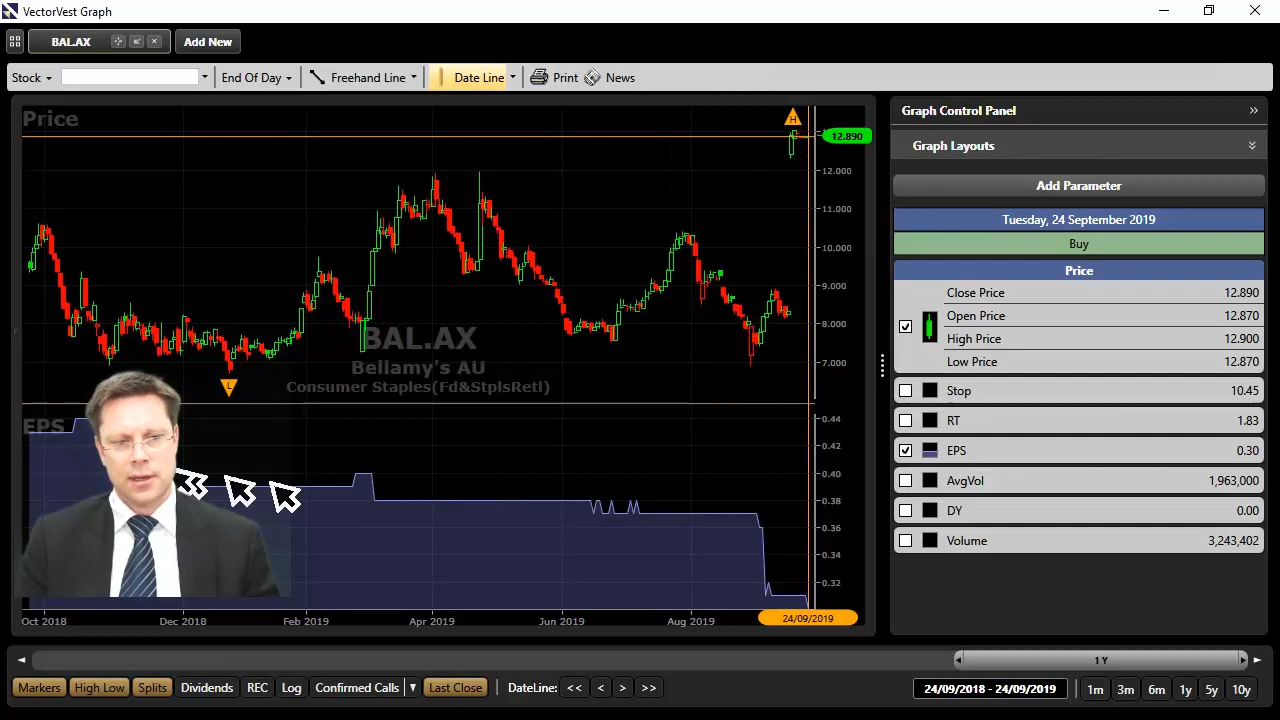 VectorVest Graph
BAL.AX
Add New
Stock
End Of Day
Freehand Line
Date Line
Print
News
Price
H
12.890
12.000
11.000
10.000
9.000
8.000
7.000
BAL.AX
Bellamy's AU
Consumer Staples(Fd&StplsRetl)
L
EPS
0.44
0.42
0.40
0.38
0.36
0.34
0.32
Oct 2018 Dec 2018 Feb 2019 Apr 2019 Jun 2019 Aug 2019 24/09/2019
Graph Control Panel
Graph Layouts
Add Parameter
Tuesday, 24 September 2019
Buy
Price
Close Price 12.890
Open Price 12.870
High Price 12.900
Low Price 12.870
Stop 10.45
RT 1.83
EPS 0.30
AvgVol 1,963,000
DY 0.00
Volume 3,243,402
1 Y
Markers High Low Splits Dividends REC Log Confirmed Calls Last Close DateLine: << < > >> 24/09/2018 - 24/09/2019 1m 3m 6m 1y 5y 10y